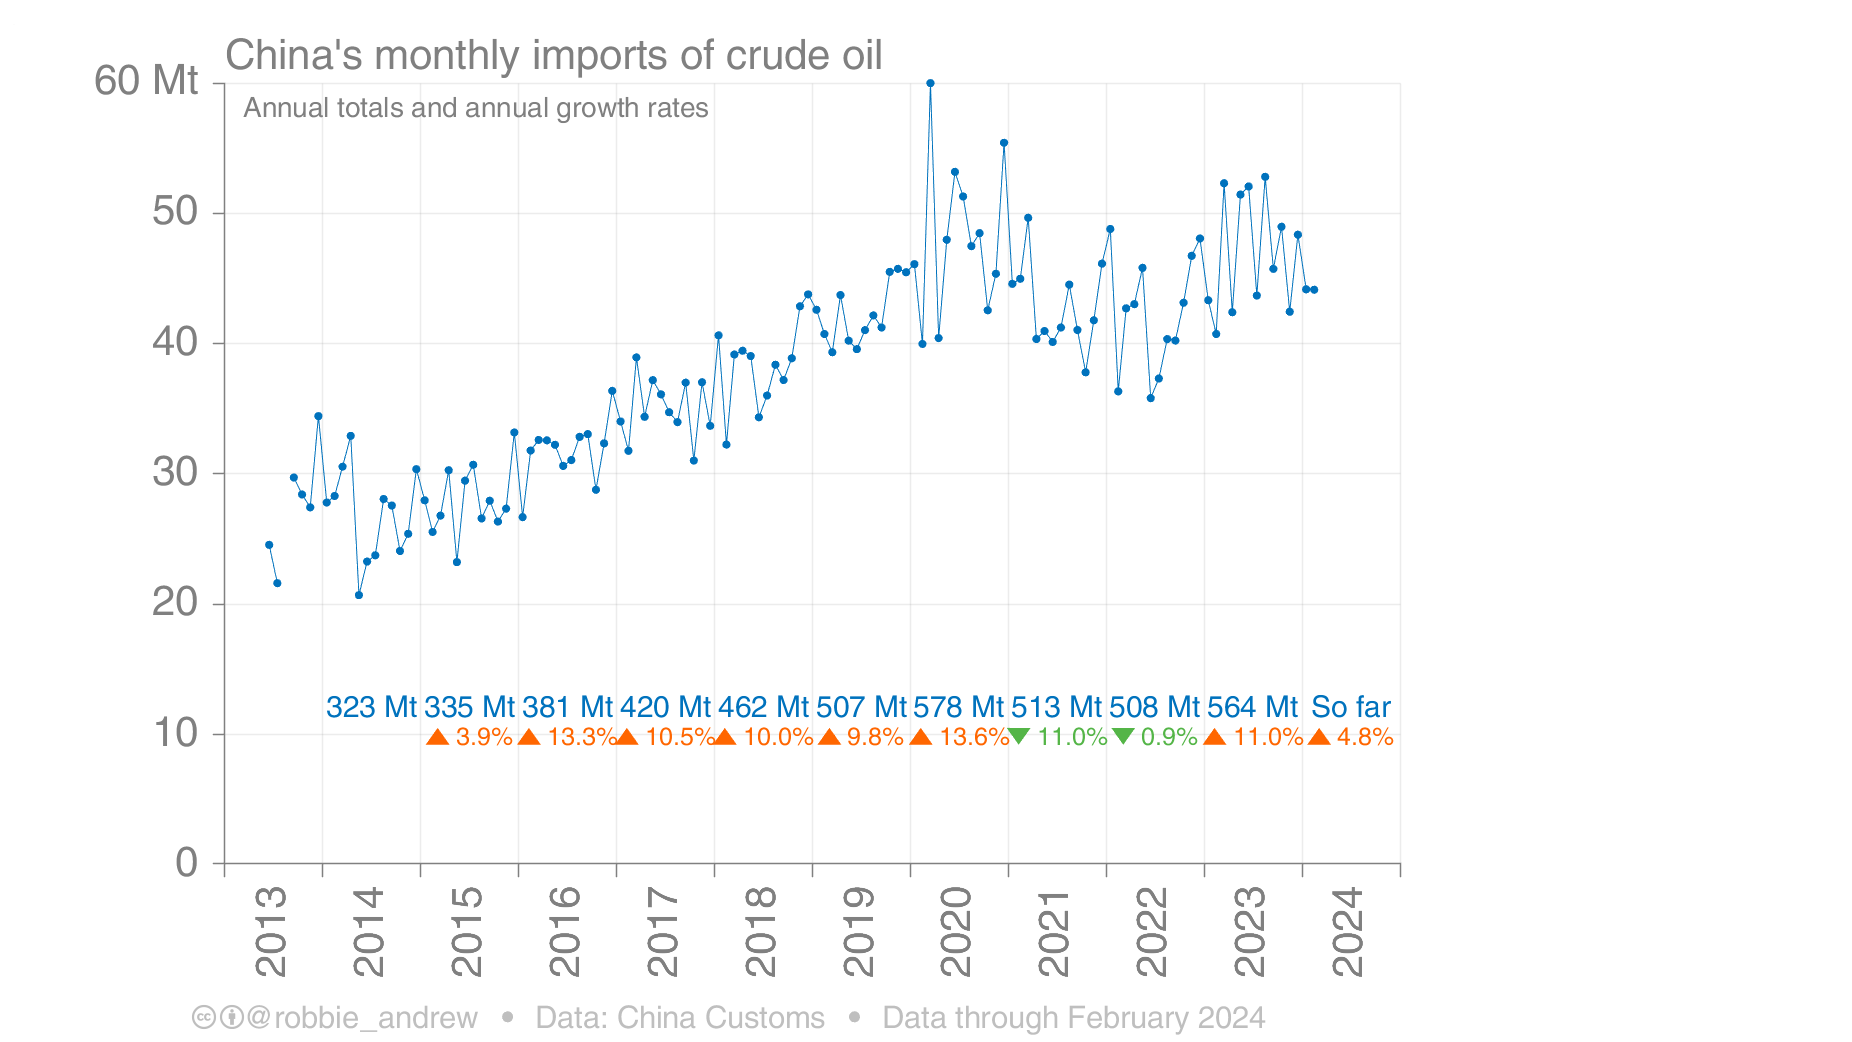 China's monthly imports of crude oil
60 Mt
Annual totals and annual growth rates
50
40
30
20
323 Mt 335 Mt 381 Mt 420 Mt 462 Mt 507 Mt 578 Mt 513 Mt 508 Mt 564 Mt So far
10 ▲ 3.9% ▲ 13.3% ▲ 10.5% ▲ 10.0% ▲ 9.8% ▲ 13.6% ▼ 11.0% ▼ 0.9% ▲ 11.0% ▲ 4.8%
0
2013 2014 2015 2016 2017 2018 2019 2020 2021 2022 2023 2024
cc @robbie_andrew • Data: China Customs • Data through February 2024